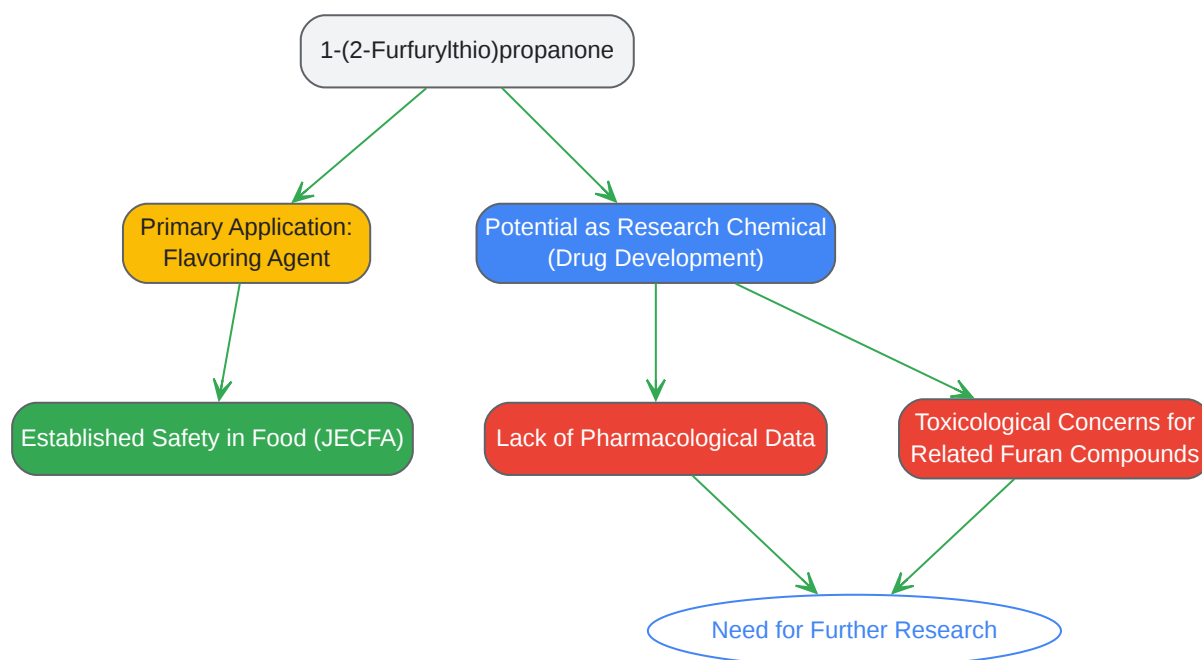 1-(2-Furfurylthio)propanone
Primary Application:
Flavoring Agent
Potential as Research Chemical
(Drug Development)
Established Safety in Food (JECFA)
Lack of Pharmacological Data
Toxicological Concerns for
Related Furan Compounds
Need for Further Research